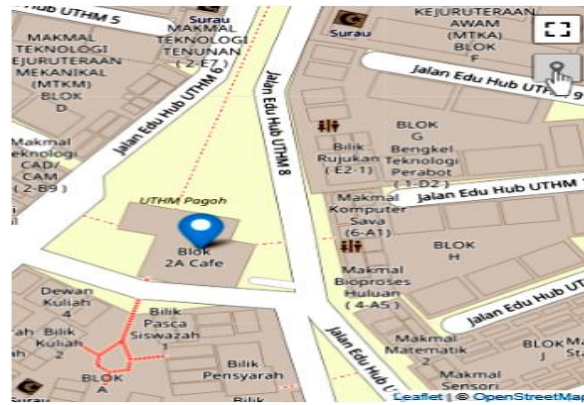 Jalan Edu Hub UTHM 5
Surau
MAKMAL
TEKNOLOGI
TENUNAN
( 2-E7 )
MAKMAL
TEKNOLOGI
KEJURUTERAAN
MEKANIKAL
(MTKM)
BLOK
D
Jalan Edu Hub UTHM 6
Makmal
Teknologi
CAD/
CAM
( 2-B9 )
Jalan Edu Hub UTHM 8
Surau
KEJURUTERAAN
AWAM
(MTKA)
BLOK
F
Jalan Edu Hub UTHM 9
Bilik
Rujukan
( E2-1)
BLOK
G
Bengkel
Teknologi
Perabot
( 1-D2 )
Jalan Edu Hub UTHM
UTHM Pagoh
Blok
2A Cafe
Makmal
Komputer
Sava
(6-A1)
BLOK
H
Makmal
Bioproses
Huluan
( 4-A5 )
Jalan Edu Hub UT
Dewan
Kuliah
4
Bilik
Kuliah
2
BLOK
A
Surau
Bilik
Pasca
Siswazah
1
Bilik
Pensyarah
Jalan Edu Hub U
Makmal
Matematik
2
Makmal
Sensori
BLOK
J
Leaflet | © OpenStreetMap